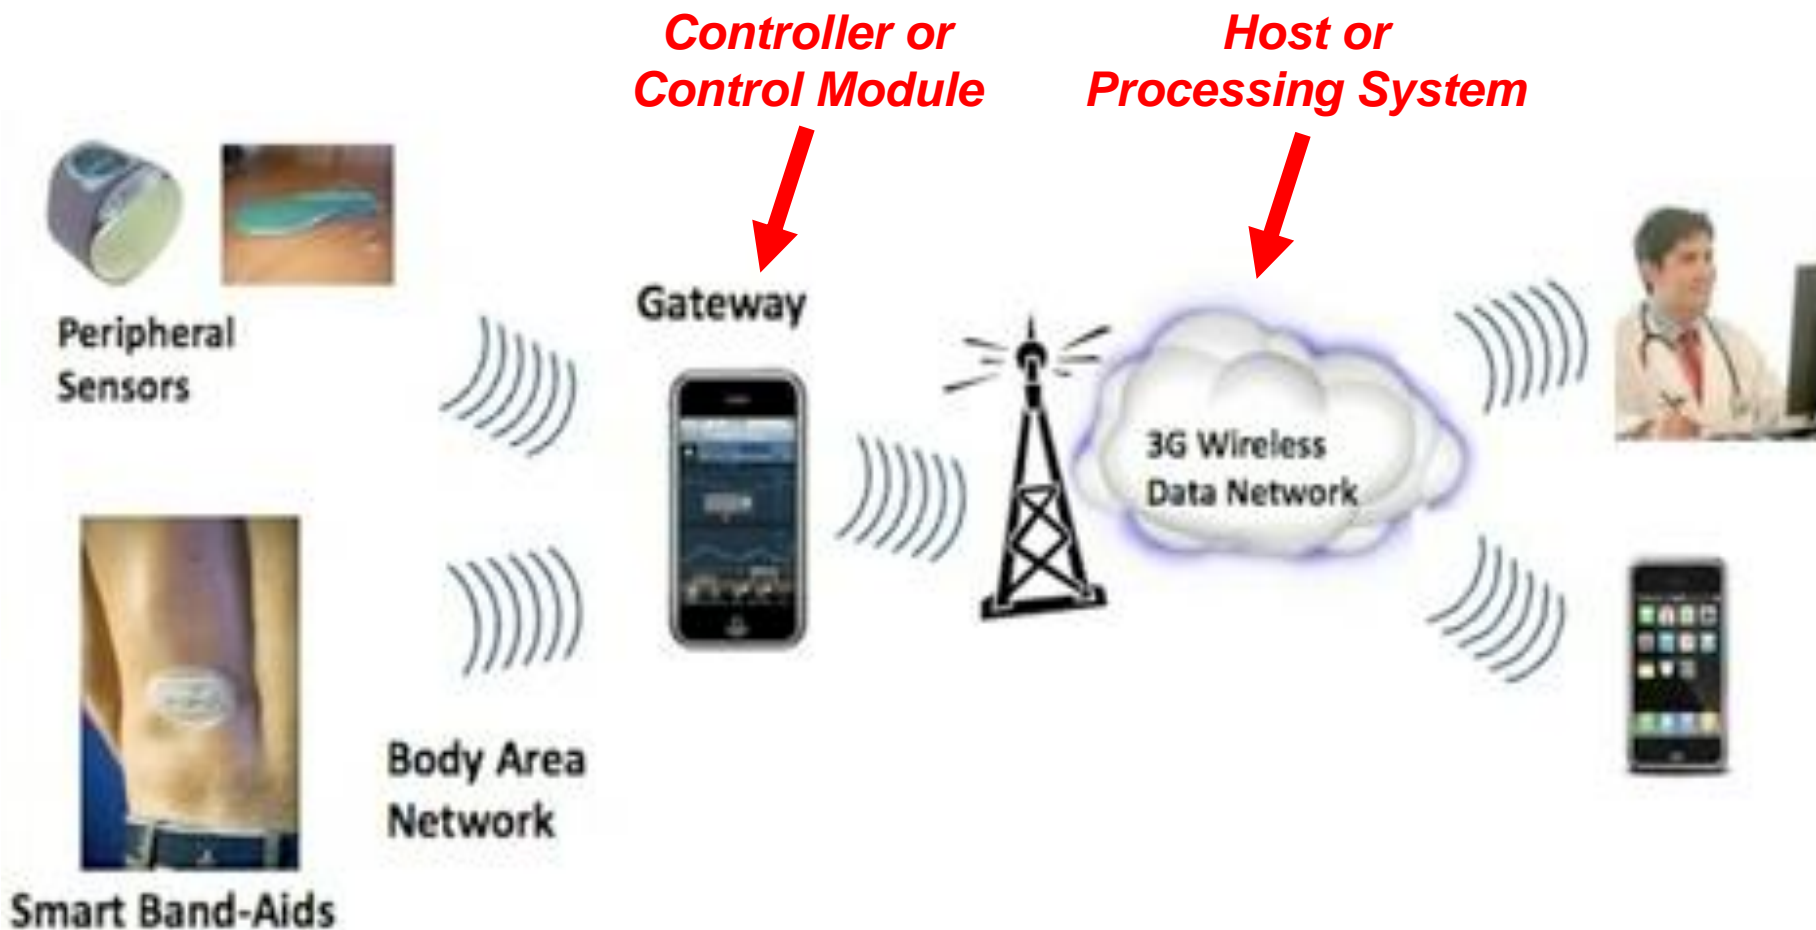 Controller or
Control Module
Host or
Processing System
Peripheral
Sensors
Gateway
3G Wireless
Data Network
Body Area
Network
Smart Band-Aids